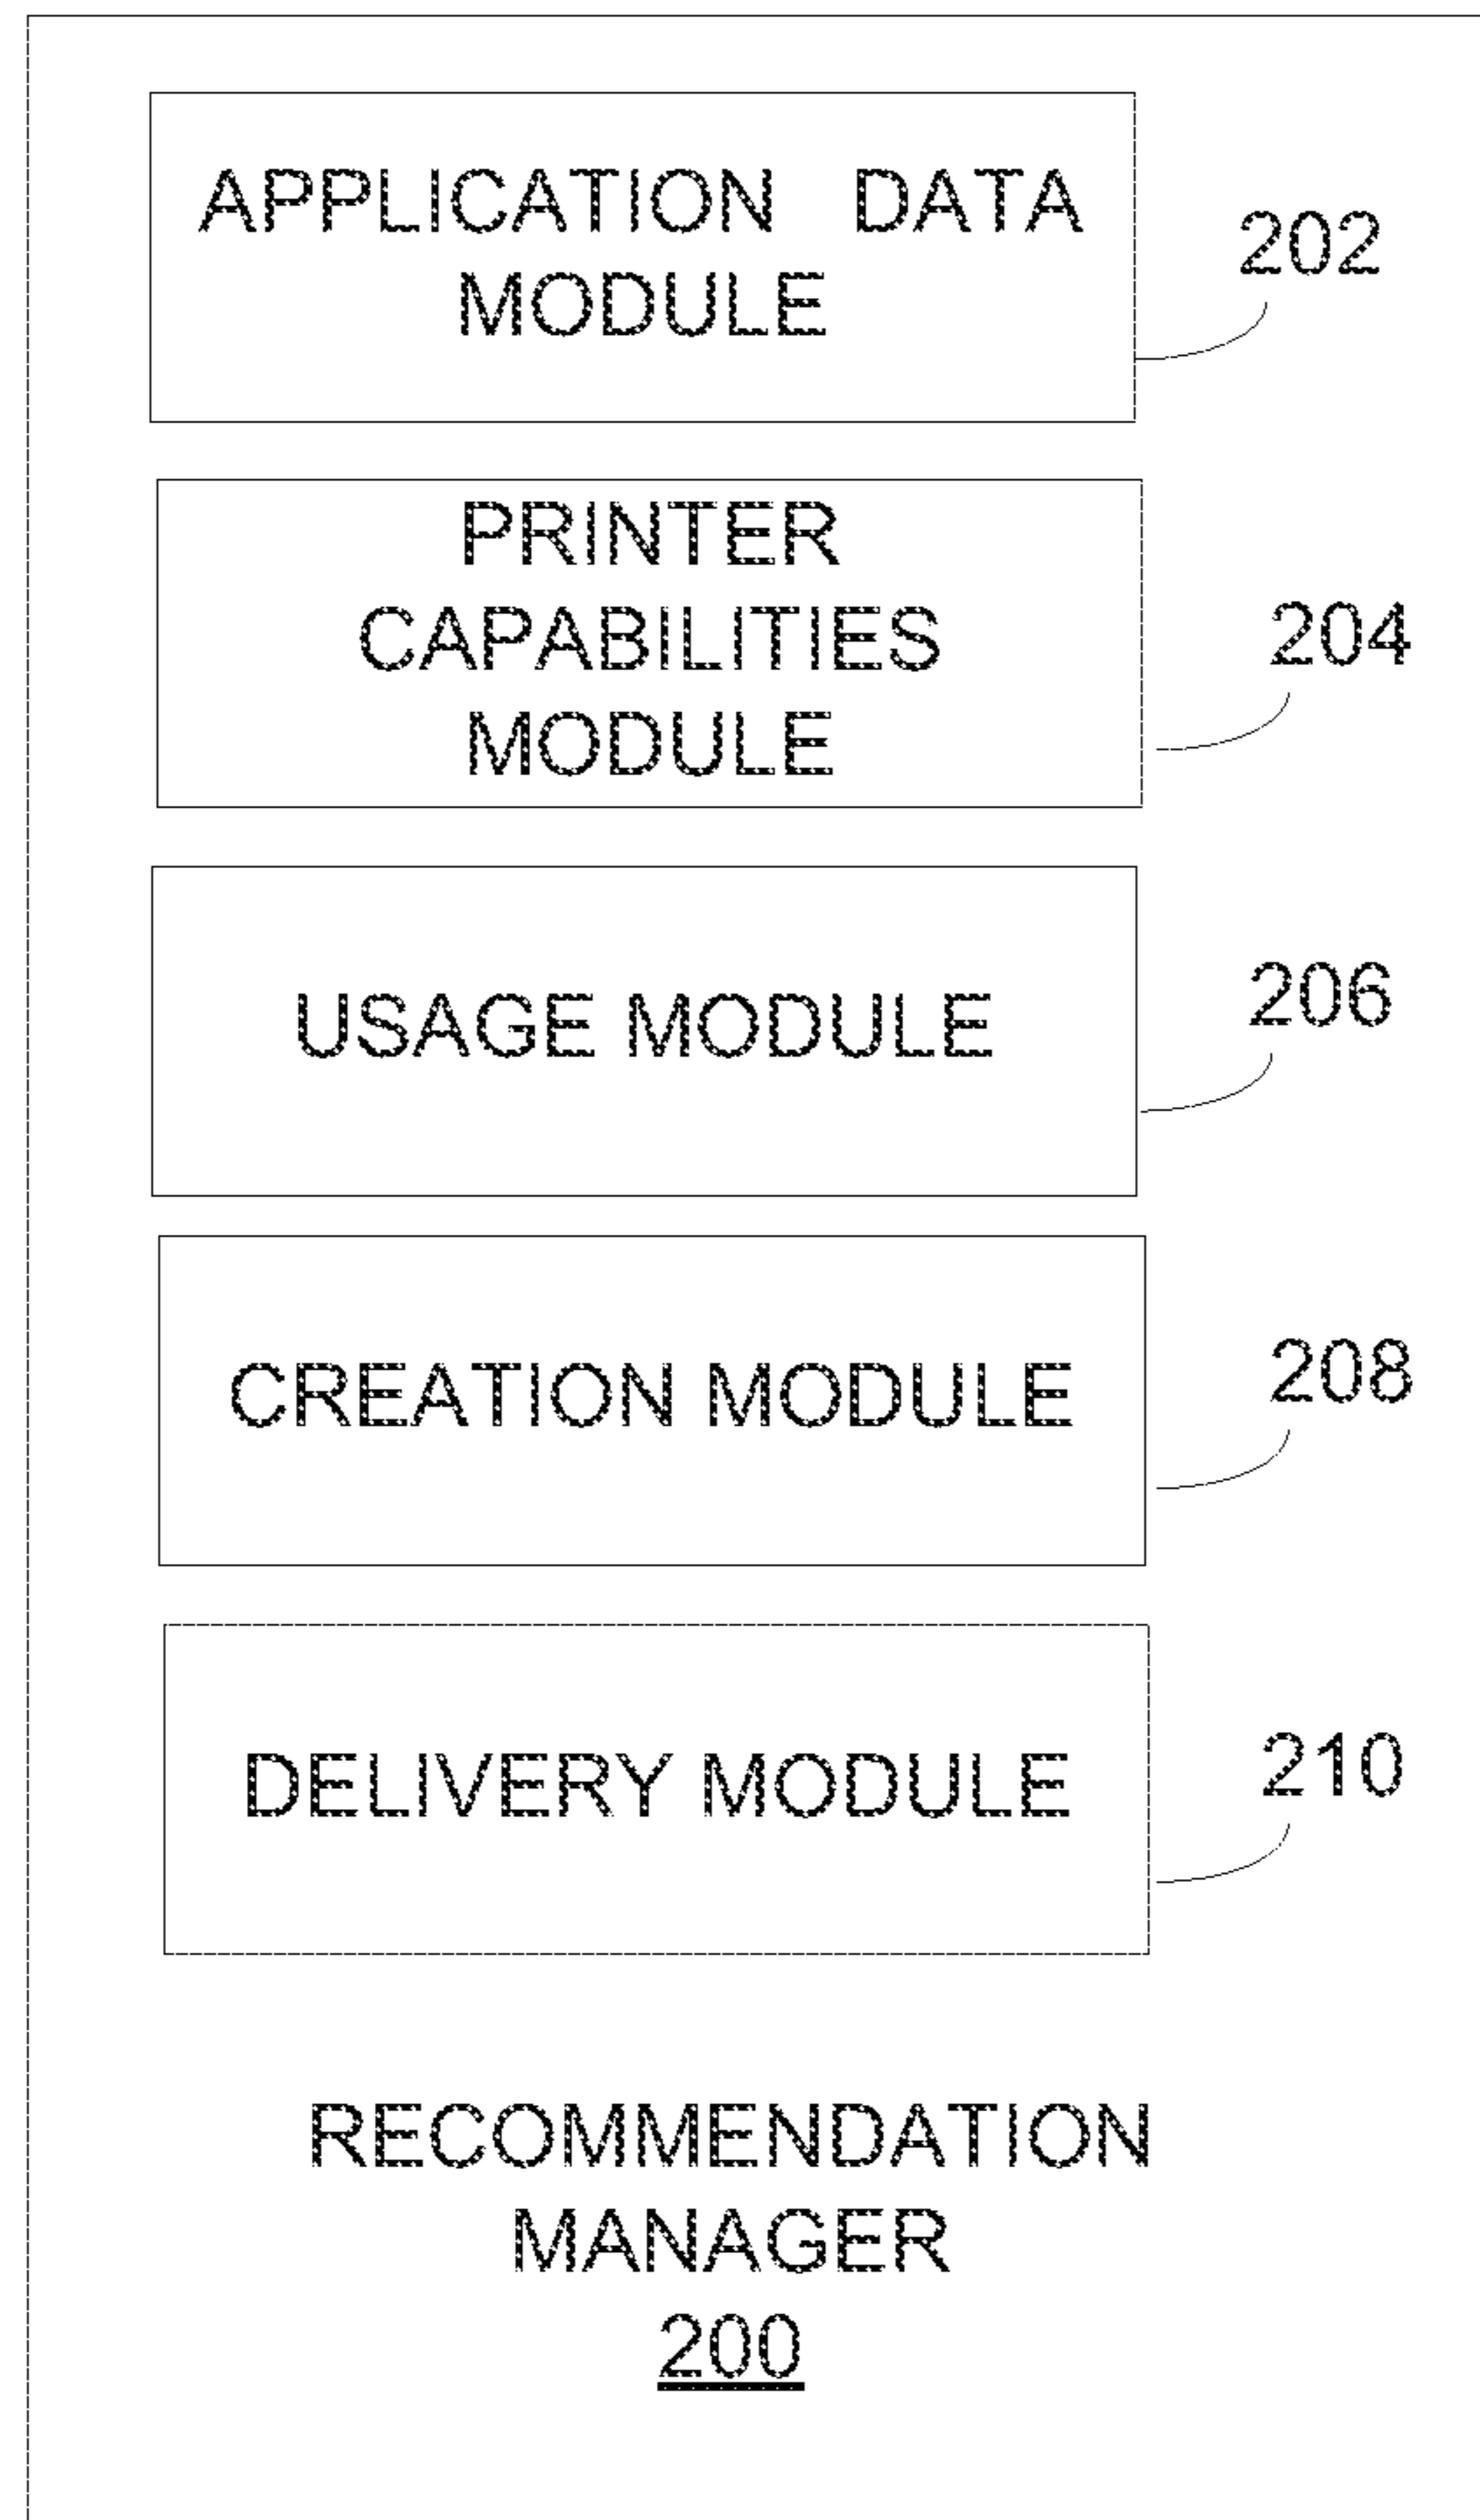 APPLICATION DATA
MODULE
202
PRINTER
CAPABILITIES
MODULE
204
USAGE MODULE
206
CREATION MODULE
208
DELIVERY MODULE
210
RECOMMENDATION
MANAGER
200